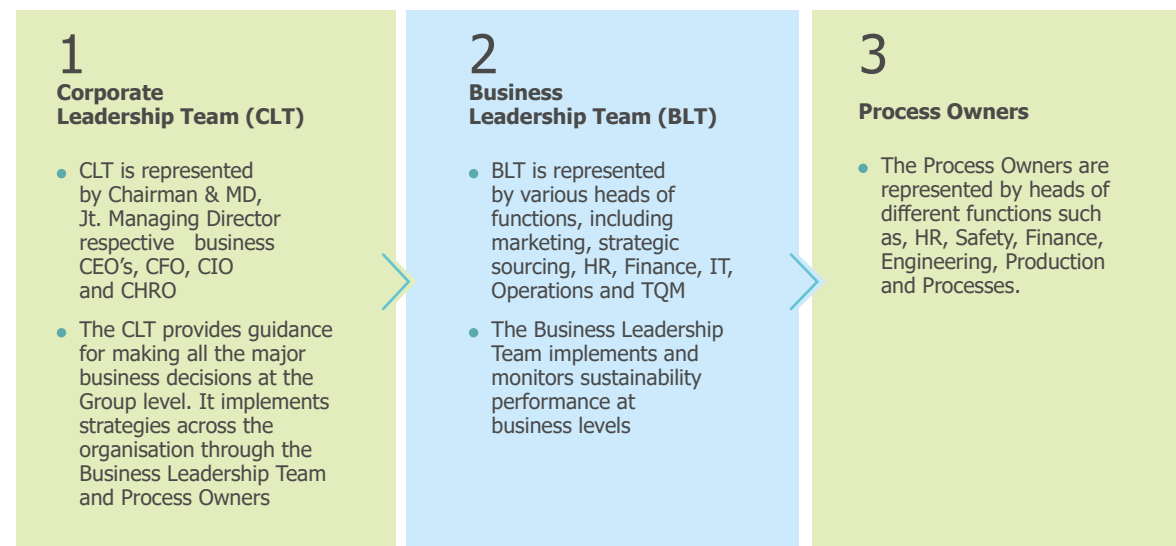 1
Corporate
Leadership Team (CLT)
• CLT is represented
by Chairman & MD,
Jt. Managing Director
respective business
CEO's, CFO, CIO
and CHRO
• The CLT provides guidance
for making all the major
business decisions at the
Group level. It implements
strategies across the
organisation through the
Business Leadership Team
and Process Owners
2
Business
Leadership Team (BLT)
• BLT is represented
by various heads of
functions, including
marketing, strategic
sourcing, HR, Finance, IT,
Operations and TQM
• The Business Leadership
Team implements and
monitors sustainability
performance at
business levels
3
Process Owners
• The Process Owners are
represented by heads of
different functions such
as, HR, Safety, Finance,
Engineering, Production
and Processes.